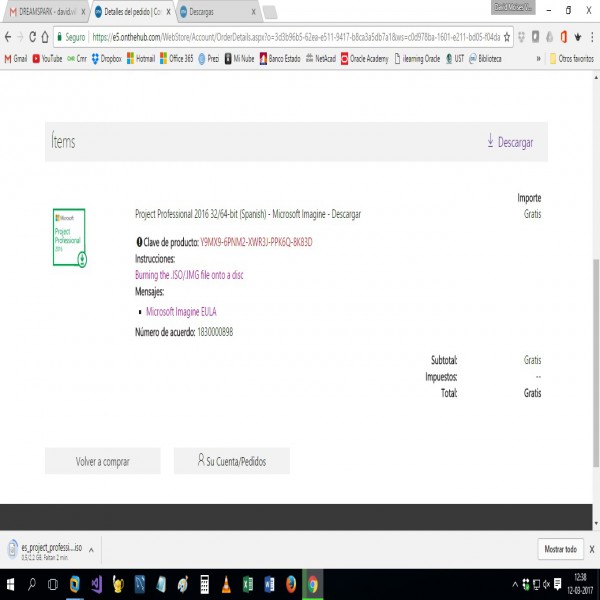 DREAMSPARK - david.vi
Detalles del pedido | Co
Descargas
Seguro
https://e5.onthehub.com/WebStore/Account/OrderDetails.aspx?o=3d3b96b5-62ea-e511-9417-b8ca3a5db7a1&ws=c0d978ba-1601-e211-bd05-f04da
Gmail
YouTube
Cmr
Dropbox
Hotmail
Office 365
Prezi
Mi Nube
Banco Estado
NetAcad
Oracle Academy
ilearning Oracle
UST
Biblioteca
»
Otros favoritos
Ítems
Descargar
Importe
Project Professional 2016 32/64-bit (Spanish) - Microsoft Imagine - Descargar
Gratis
Microsoft
Project
Professional
2016
Clave de producto: Y9MX9-6PNM2-XWR3J-PPK6Q-8K83D
Instrucciones:
Burning the .ISO/.IMG file onto a disc
Mensajes:
Microsoft Imagine EULA
Número de acuerdo: 1830000898
Subtotal: Gratis
Impuestos: --
Total: Gratis
Volver a comprar
Su Cuenta/Pedidos
es_project_professi....iso
0.5/2.2 GB. Faltan 2 min.
Mostrar todo
12:38
12-03-2017